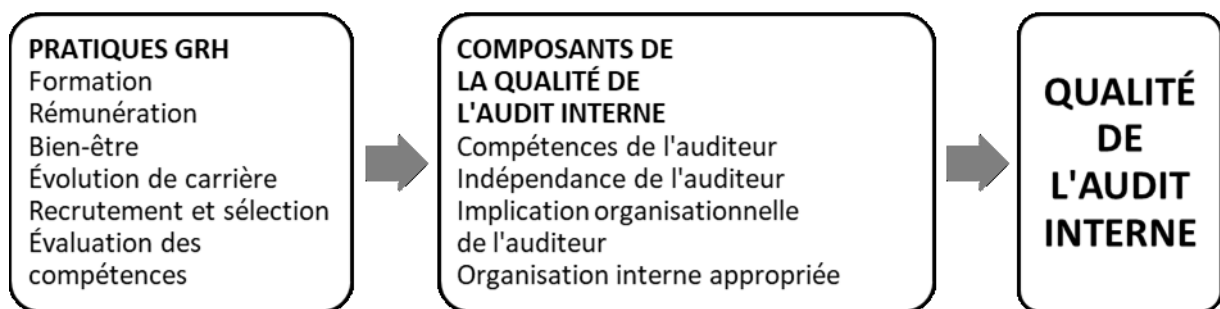 PRATIQUES GRH
Formation
Rémunération
Bien-être
Évolution de carrière
Recrutement et sélection
Évaluation des
compétences
COMPOSANTS DE
LA QUALITÉ DE
L'AUDIT INTERNE
Compétences de l'auditeur
Indépendance de l'auditeur
Implication organisationnelle
de l'auditeur
Organisation interne appropriée
QUALITÉ
DE
L'AUDIT
INTERNE